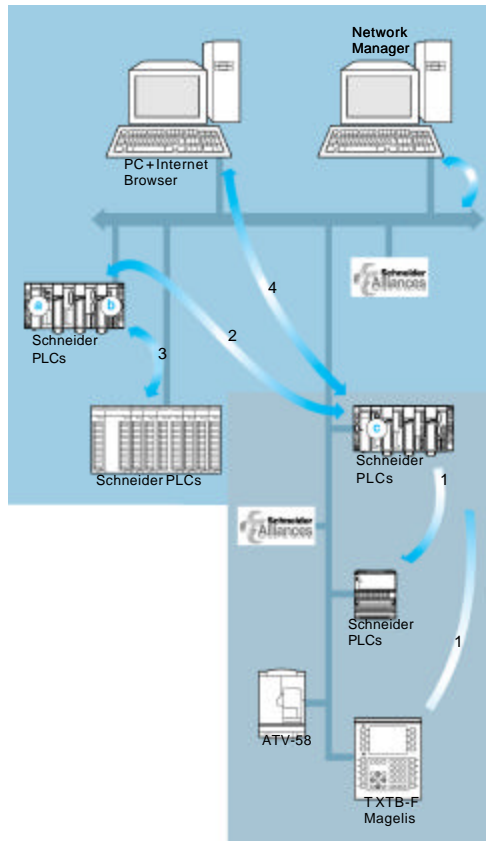 Network
Manager
PC+Internet
Browser
4
Schneider
Alliances
a
b
2
Schneider
PLCs
3
c
Schneider PLCs
Schneider
PLCs
1
Schneider
Alliances
Schneider
PLCs
1
ATV-58
TXTB-F
Magelis